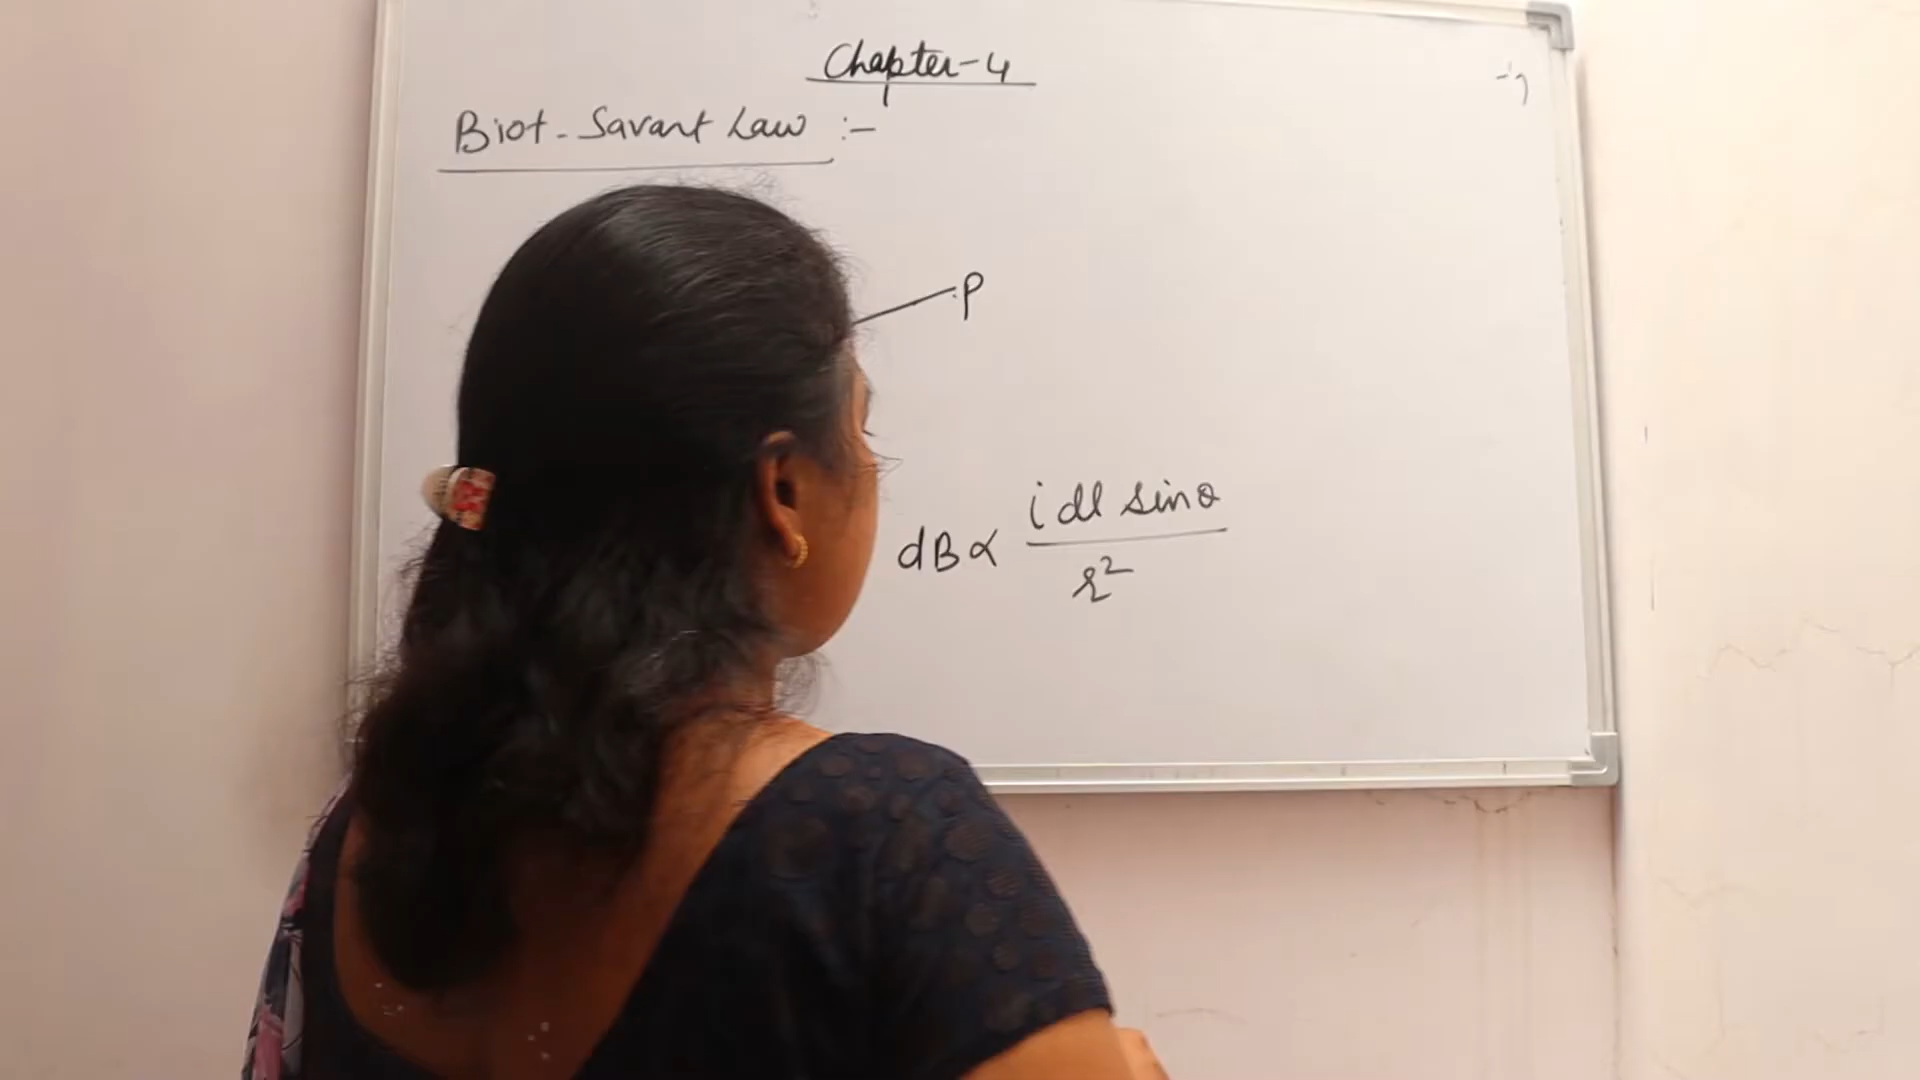 Chapter-4
Biot-Savart Law :-
P
dB ∝ i dl sinθ
r²